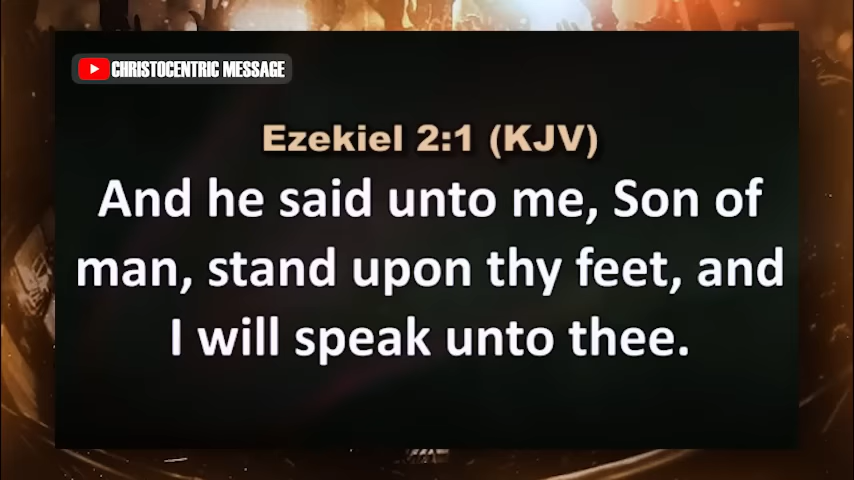 CHRISTOCENTRIC MESSAGE
Ezekiel 2:1 (KJV)
And he said unto me, Son of
man, stand upon thy feet, and
I will speak unto thee.